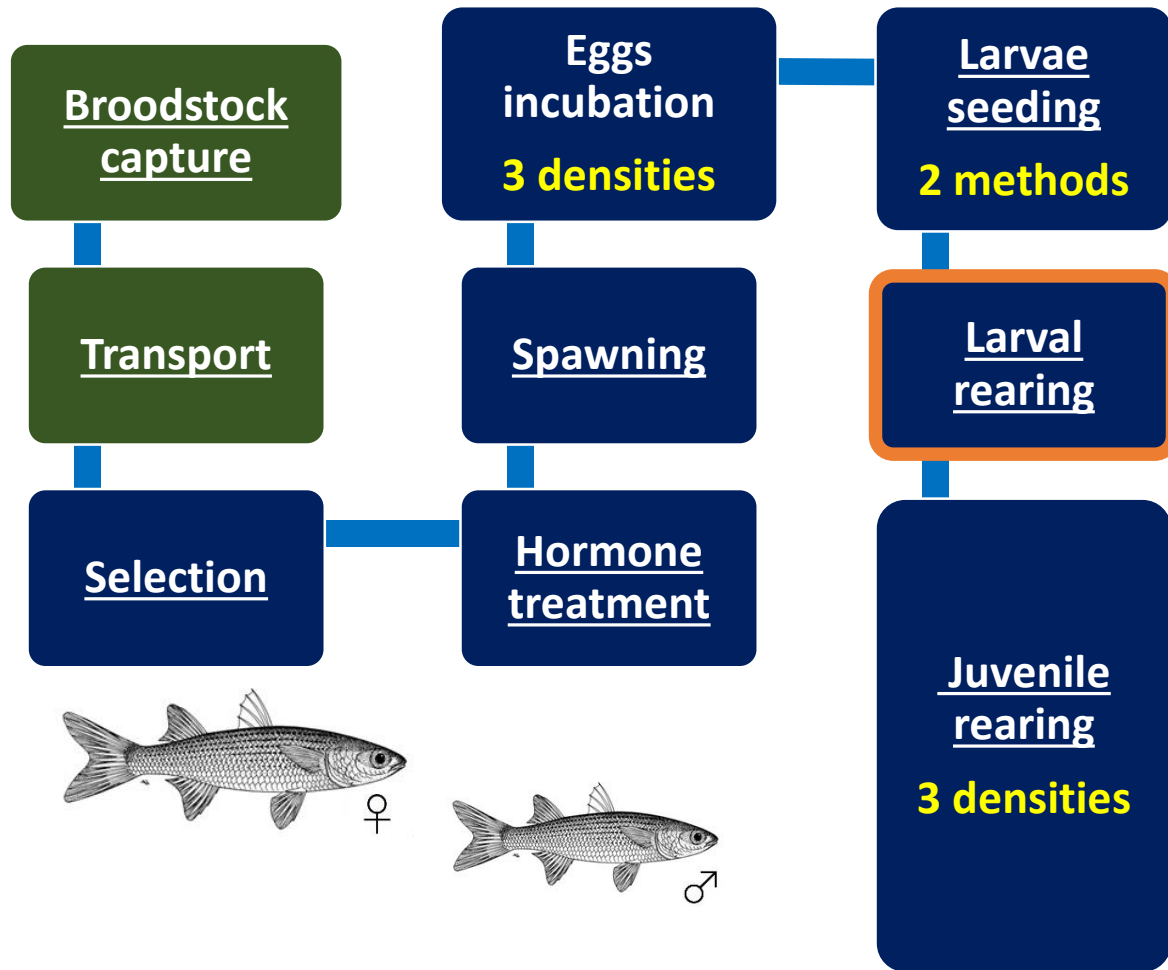 Broodstock
capture
Transport
Selection
Hormone
treatment
Spawning
Eggs
incubation
3 densities
Larvae
seeding
2 methods
Larval
rearing
Juvenile
rearing
3 densities
♀
♂